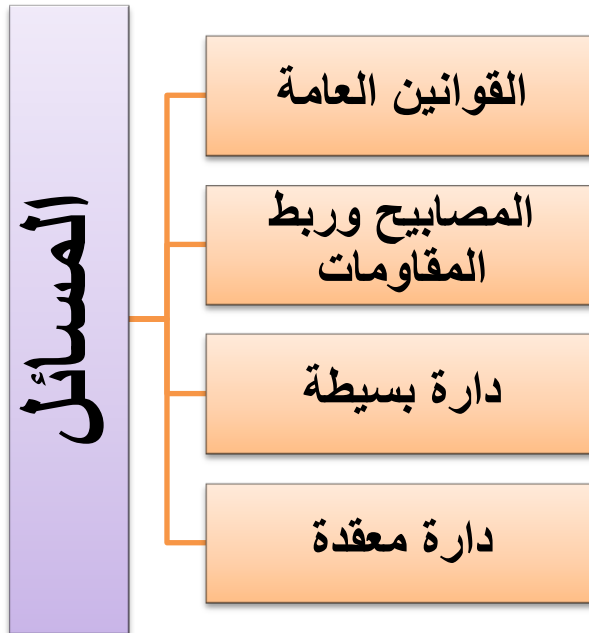 المسائل
القوانين العامة
المصابيح وربط
المقاومات
دارة بسيطة
دارة معقدة